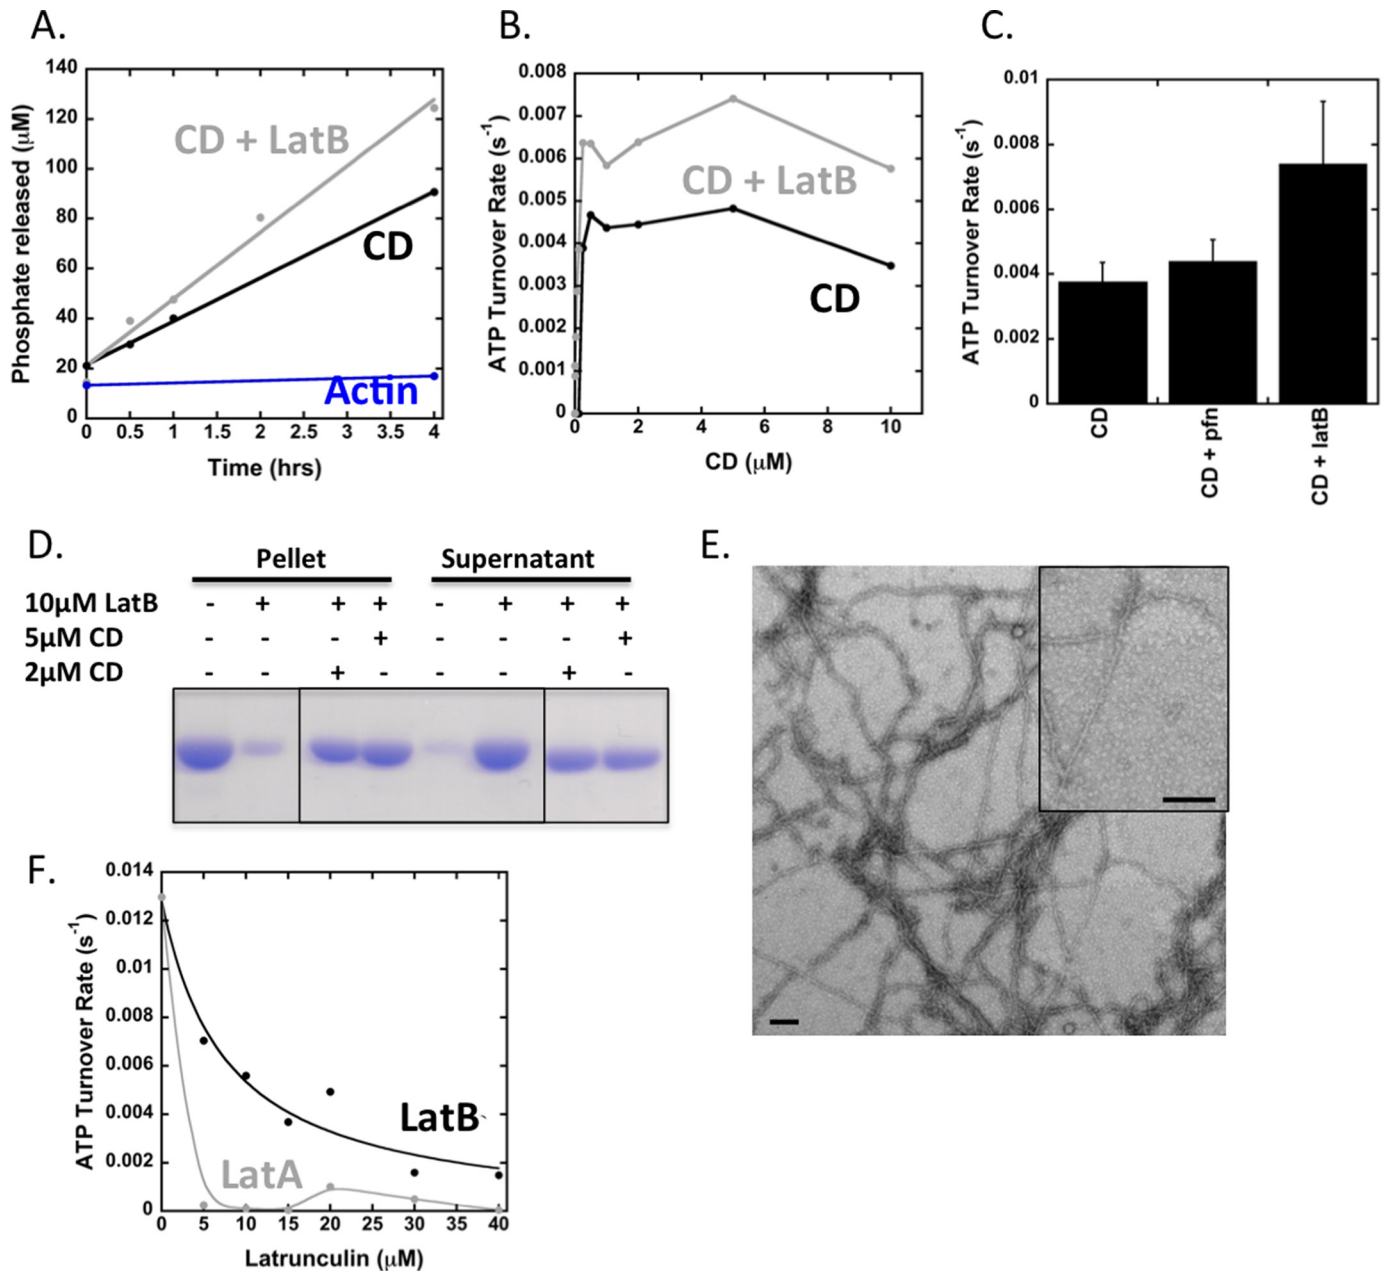 A.
140
120
100
80
60
40
20
0
Phosphate released (μM)
CD + LatB
CD
Actin
0 0.5 1 1.5 2 2.5 3 3.5 4
Time (hrs)
B.
0.008
0.007
0.006
0.005
0.004
0.003
0.002
0.001
0
ATP Turnover Rate (s-1)
CD + LatB
CD
0 2 4 6 8 10
CD (μM)
C.
0.01
0.008
0.006
0.004
0.002
0
ATP Turnover Rate (s-1)
CD
CD + pfn
CD + latB
D.
Pellet Supernatant
10μM LatB - + + + - + + +
5μM CD - - - + - - - +
2μM CD - - + - - - + -
E.
F.
0.014
0.012
0.01
0.008
0.006
0.004
0.002
0
ATP Turnover Rate (s-1)
LatB
LatA
0 5 10 15 20 25 30 35 40
Latrunculin (μM)